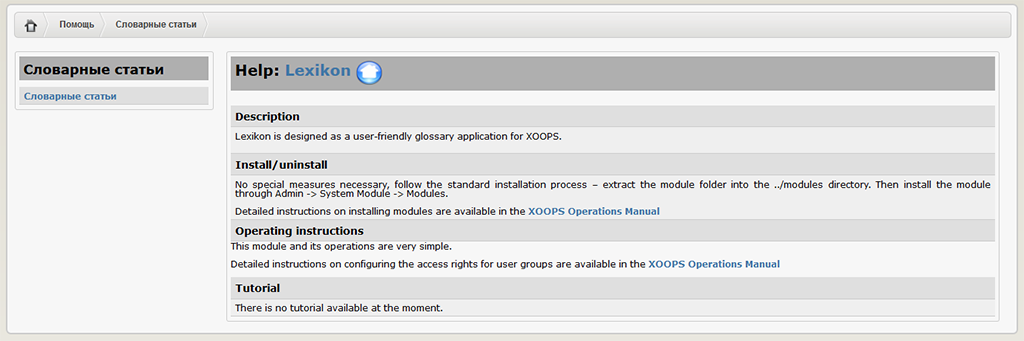 Помощь
Словарные статьи
Словарные статьи
Словарные статьи
Help: Lexikon
Description
Lexikon is designed as a user-friendly glossary application for XOOPS.
Install/uninstall
No special measures necessary, follow the standard installation process – extract the module folder into the ../modules directory. Then install the module
through Admin -> System Module -> Modules.
Detailed instructions on installing modules are available in the XOOPS Operations Manual
Operating instructions
This module and its operations are very simple.
Detailed instructions on configuring the access rights for user groups are available in the XOOPS Operations Manual
Tutorial
There is no tutorial available at the moment.